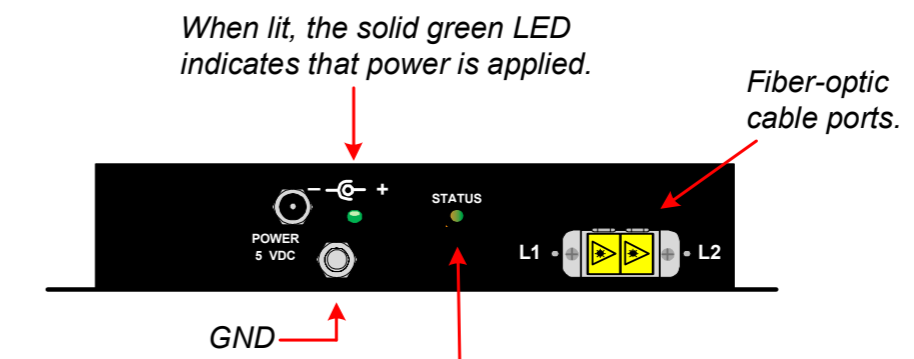 When lit, the solid green LED
indicates that power is applied.
Fiber-optic
cable ports.
– +
STATUS
POWER
5 VDC
L1
L2
GND